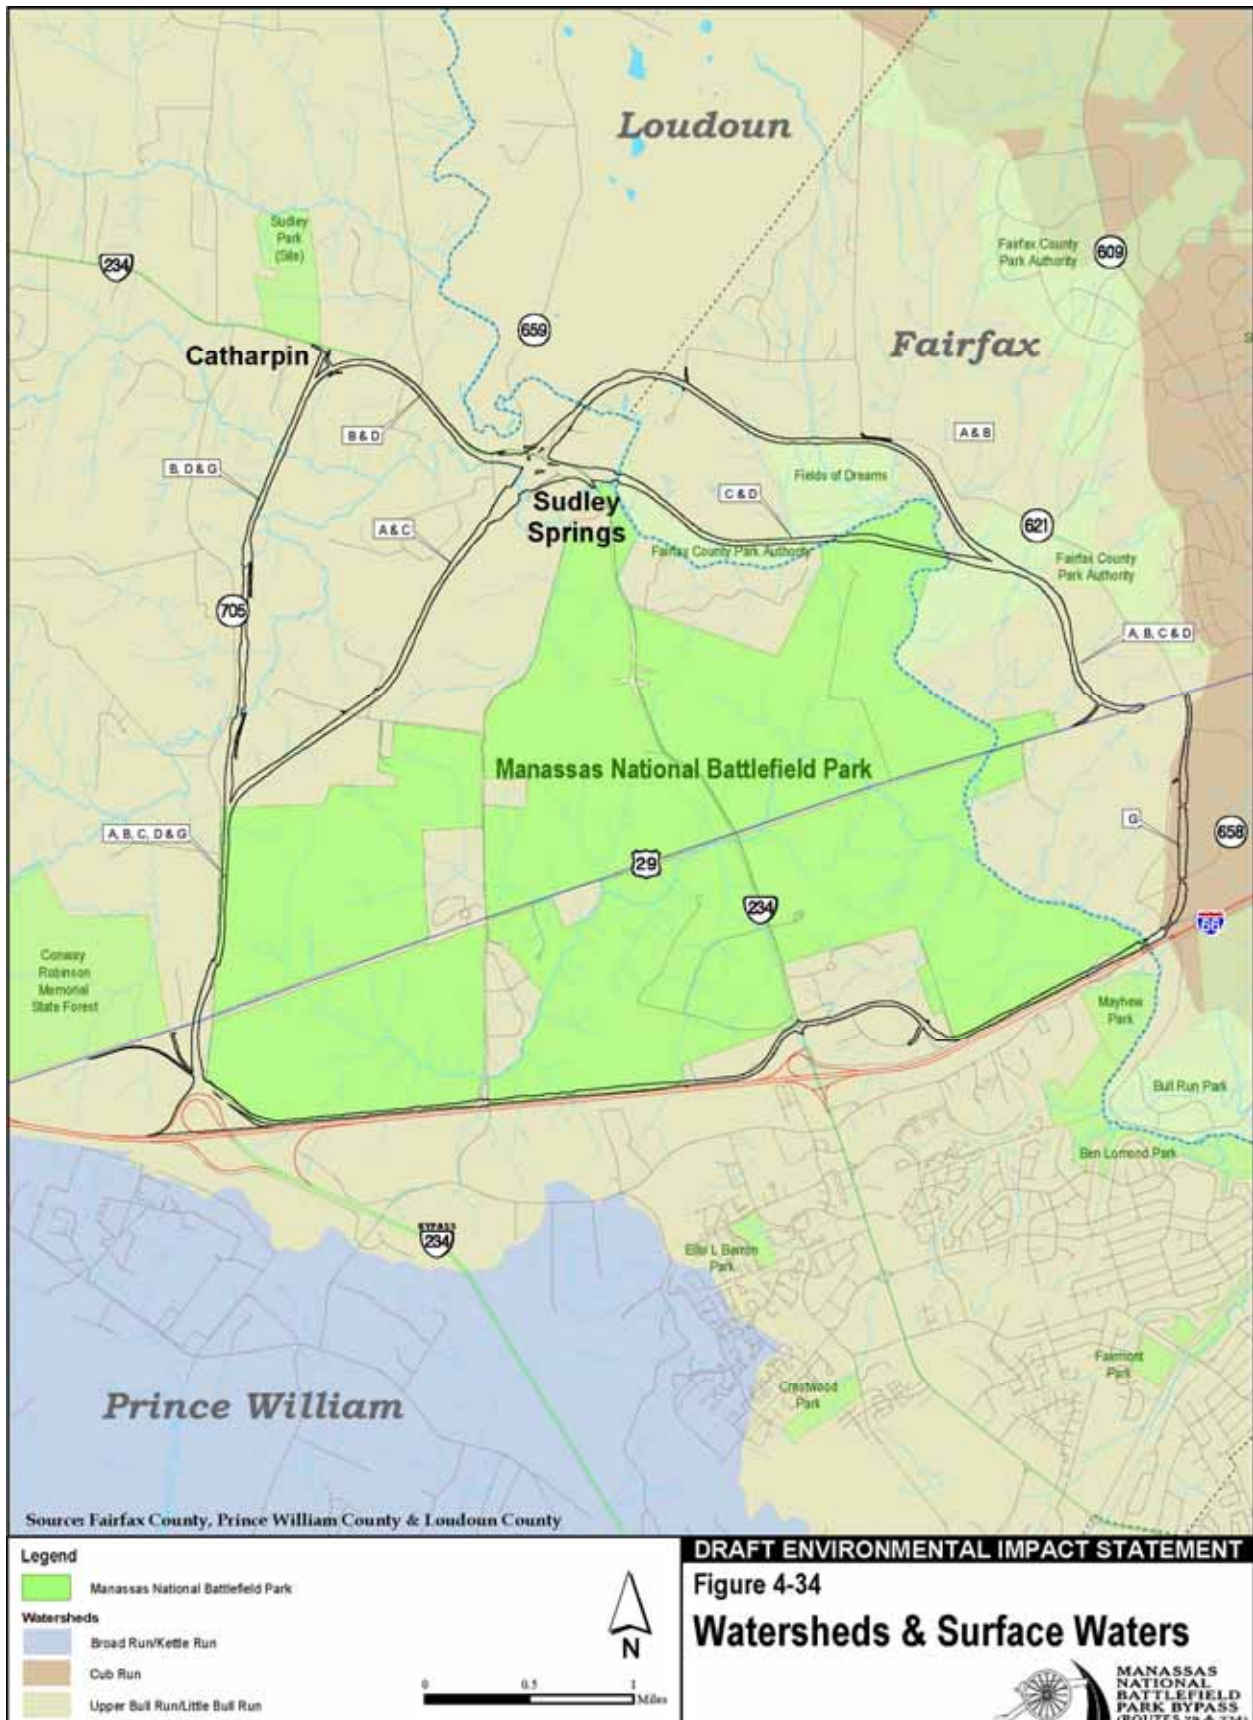 Loudoun
Sudley
Park
(Site)
Fairfax County
Park Authority
609
234
659
Fairfax
Catharpin
B & D
A & B
B, D & G
Fields of Dreams
C & D
Sudley
Springs
A & C
621
Fairfax County Park Authority
Fairfax County
Park Authority
705
A, B, C & D
Manassas National Battlefield Park
G
658
A, B, C, D & G
29
234
66
Conway
Robinson
Memorial
State Forest
Mayhew
Park
Bull Run Park
Ben Lomond Park
BYPASS
234
Park
Fairmont
Park
Crestwood
Park
Prince William
Source: Fairfax County, Prince William County & Loudoun County
Legend
Manassas National Battlefield Park
Watersheds
Broad Run/Kettle Run
Cub Run
Upper Bull Run/Little Bull Run
N
0 0.5 1
Miles
DRAFT ENVIRONMENTAL IMPACT STATEMENT
Figure 4-34
Watersheds & Surface Waters
MANASSAS
NATIONAL
BATTLEFIELD
PARK BYPASS
(ROUTES 29 & 234)